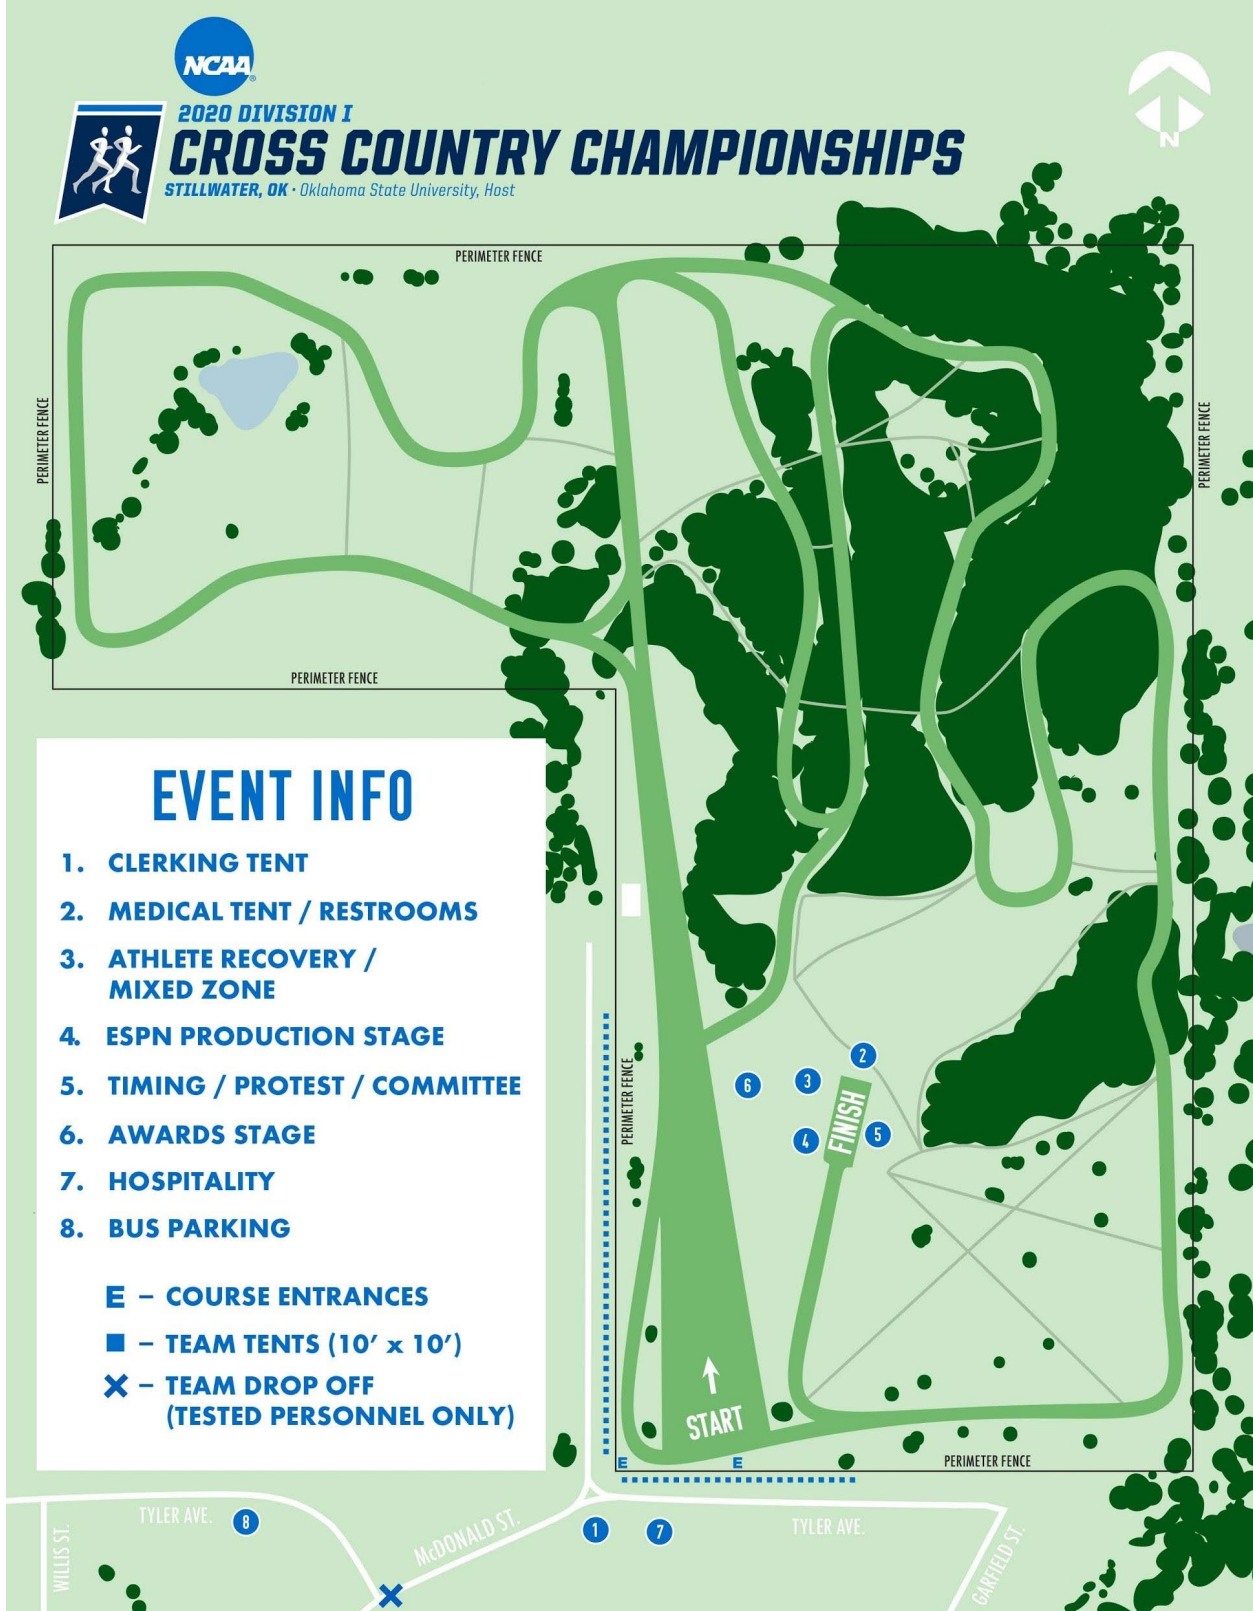 NCAA®
2020 DIVISION I
CROSS COUNTRY CHAMPIONSHIPS
STILLWATER, OK · Oklahoma State University, Host
N
PERIMETER FENCE
PERIMETER FENCE
PERIMETER FENCE
PERIMETER FENCE
EVENT INFO
1. CLERKING TENT
2. MEDICAL TENT / RESTROOMS
3. ATHLETE RECOVERY /
MIXED ZONE
4. ESPN PRODUCTION STAGE
5. TIMING / PROTEST / COMMITTEE
6. AWARDS STAGE
7. HOSPITALITY
8. BUS PARKING
E – COURSE ENTRANCES
– TEAM TENTS (10’ x 10’)
– TEAM DROP OFF
(TESTED PERSONNEL ONLY)
PERIMETER FENCE
2
3
6
4
5
FINISH
START
E
E
PERIMETER FENCE
TYLER AVE.
8
WILLIS ST.
McDONALD ST.
1
7
TYLER AVE.
GARFIELD ST.